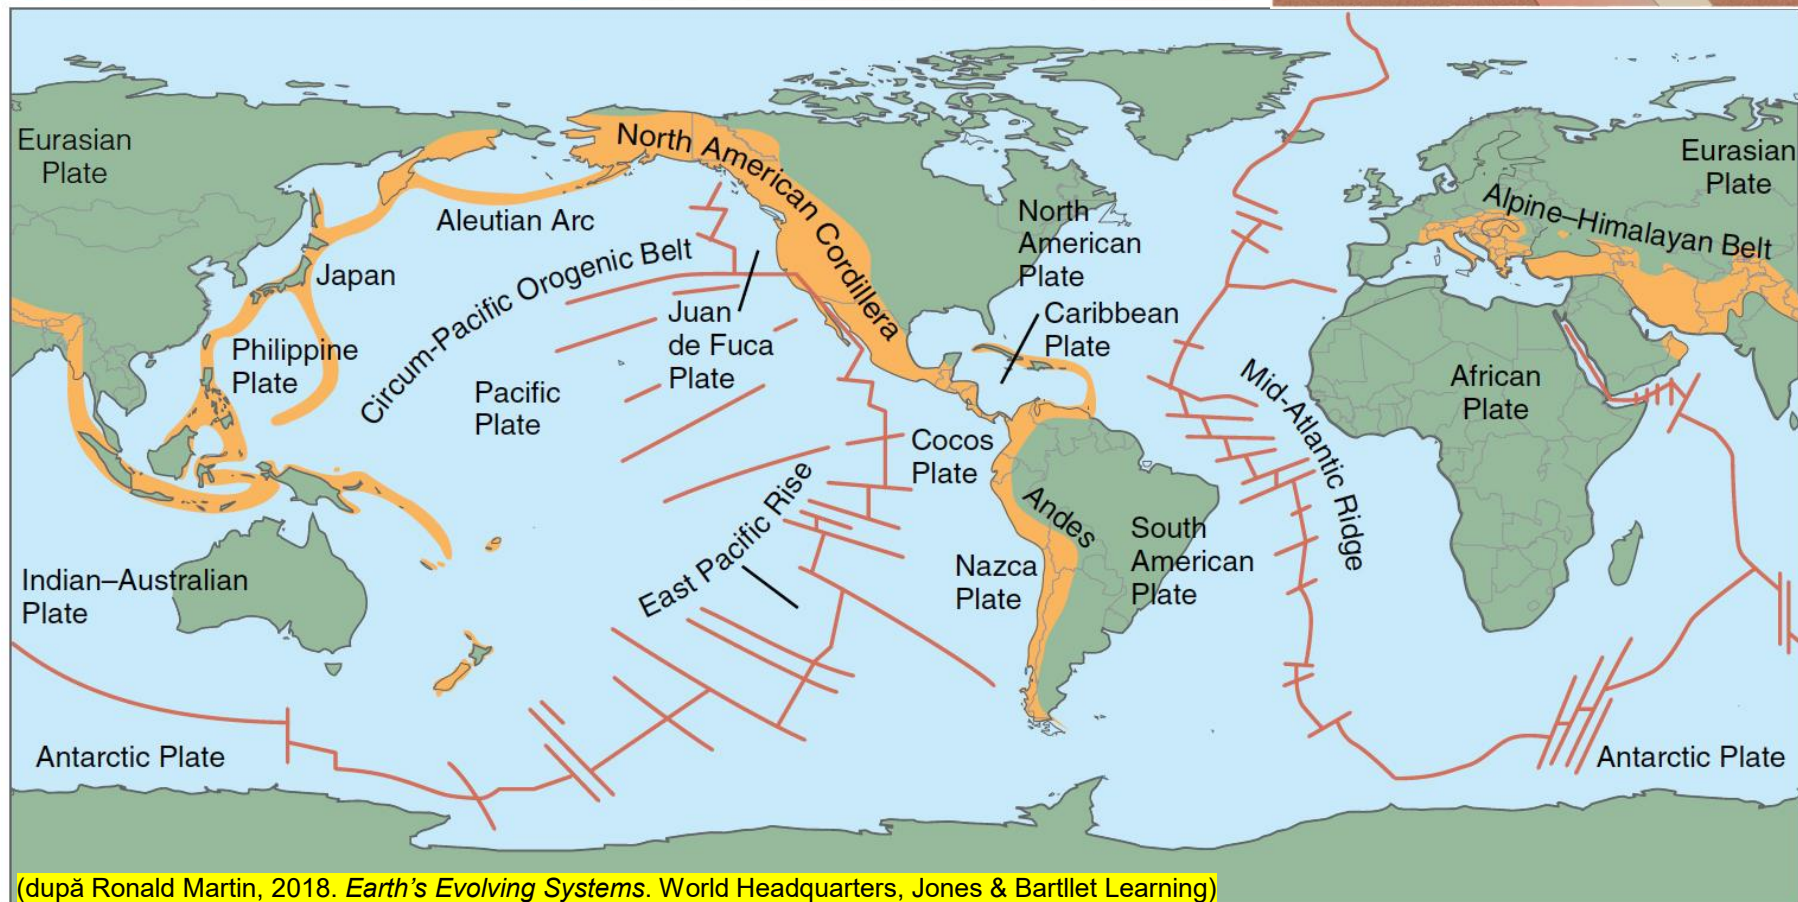 Eurasian
Plate
North American Cordillera
Aleutian Arc
Japan
Circum-Pacific Orogenic Belt
Philippine
Plate
Pacific
Plate
Juan
de Fuca
Plate
North
American
Plate
Caribbean
Plate
Cocos
Plate
East Pacific Rise
Nazca
Plate
Andes
South
American
Plate
Mid-Atlantic Ridge
African
Plate
Alpine–Himalayan Belt
Eurasian
Plate
Indian–Australian
Plate
Antarctic Plate
Antarctic Plate
(după Ronald Martin, 2018. Earth's Evolving Systems. World Headquarters, Jones & Bartllet Learning)